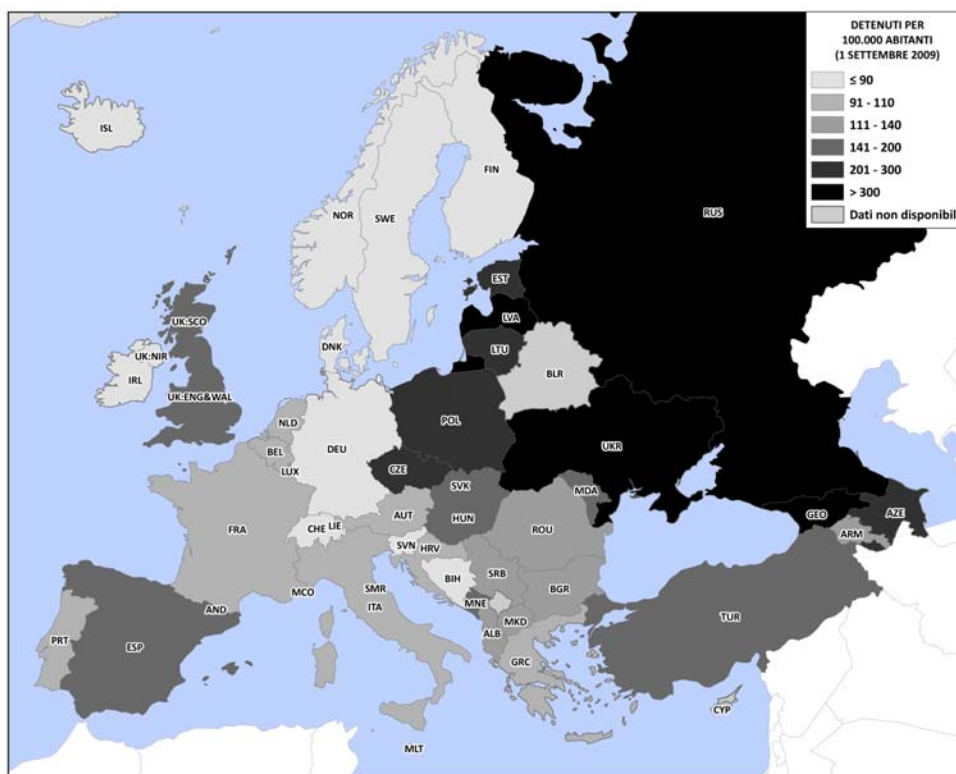 DETENUTI PER
100.000 ABITANTI
(1 SETTEMBRE 2009)
≤ 90
91 - 110
111 - 140
141 - 200
201 - 300
> 300
Dati non disponibil
ISL
FIN
NOR
SWE
RUS
EST
UK:SCO
LVA
DNK
LTU
UK:NIR
IRL
BLR
UK:ENG&WAL
NLD
POL
BEL
DEU
UKR
LUX
CZE
SVK
MDA
FRA
AUT
HUN
CHE
LIE
ROU
GEO
AZE
ARM
SVN
HRV
BIH
SRB
MCO
SMR
BGR
AND
ITA
MNE
MKD
TUR
PRT
ESP
ALB
GRC
CYP
MLT